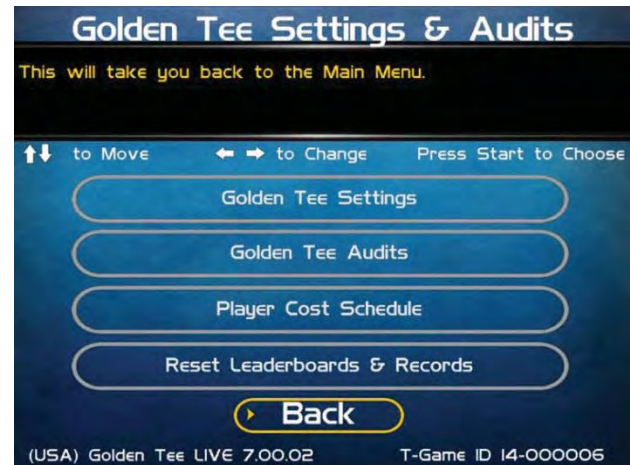 Golden Tee Settings & Audits
This will take you back to the Main Menu.
to Move to Change Press Start to Choose
Golden Tee Settings
Golden Tee Audits
Player Cost Schedule
Reset Leaderboards & Records
Back
(USA) Golden Tee LIVE 7.00.02 T-Game ID 14-000006